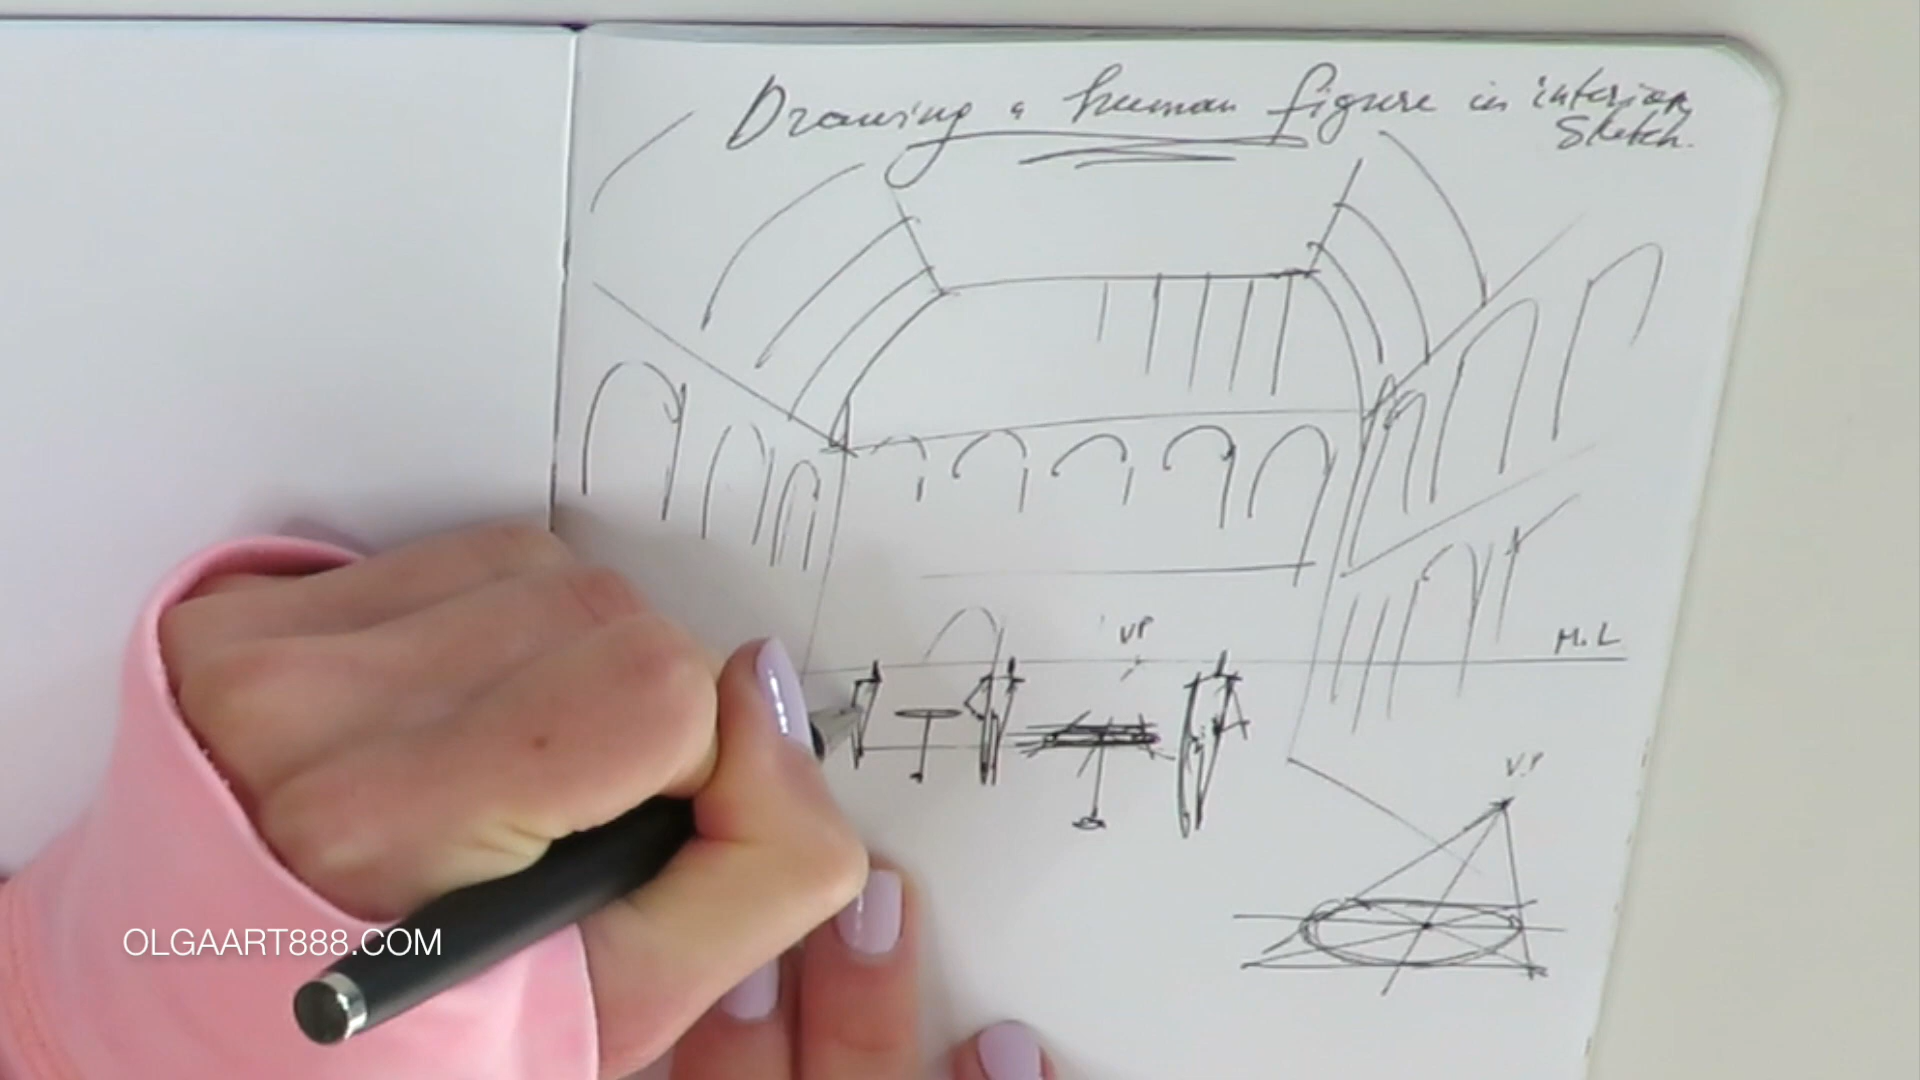 Drawing a human figure in interior
Sketch.
VP
H.L
V.P
OLGAART888.COM